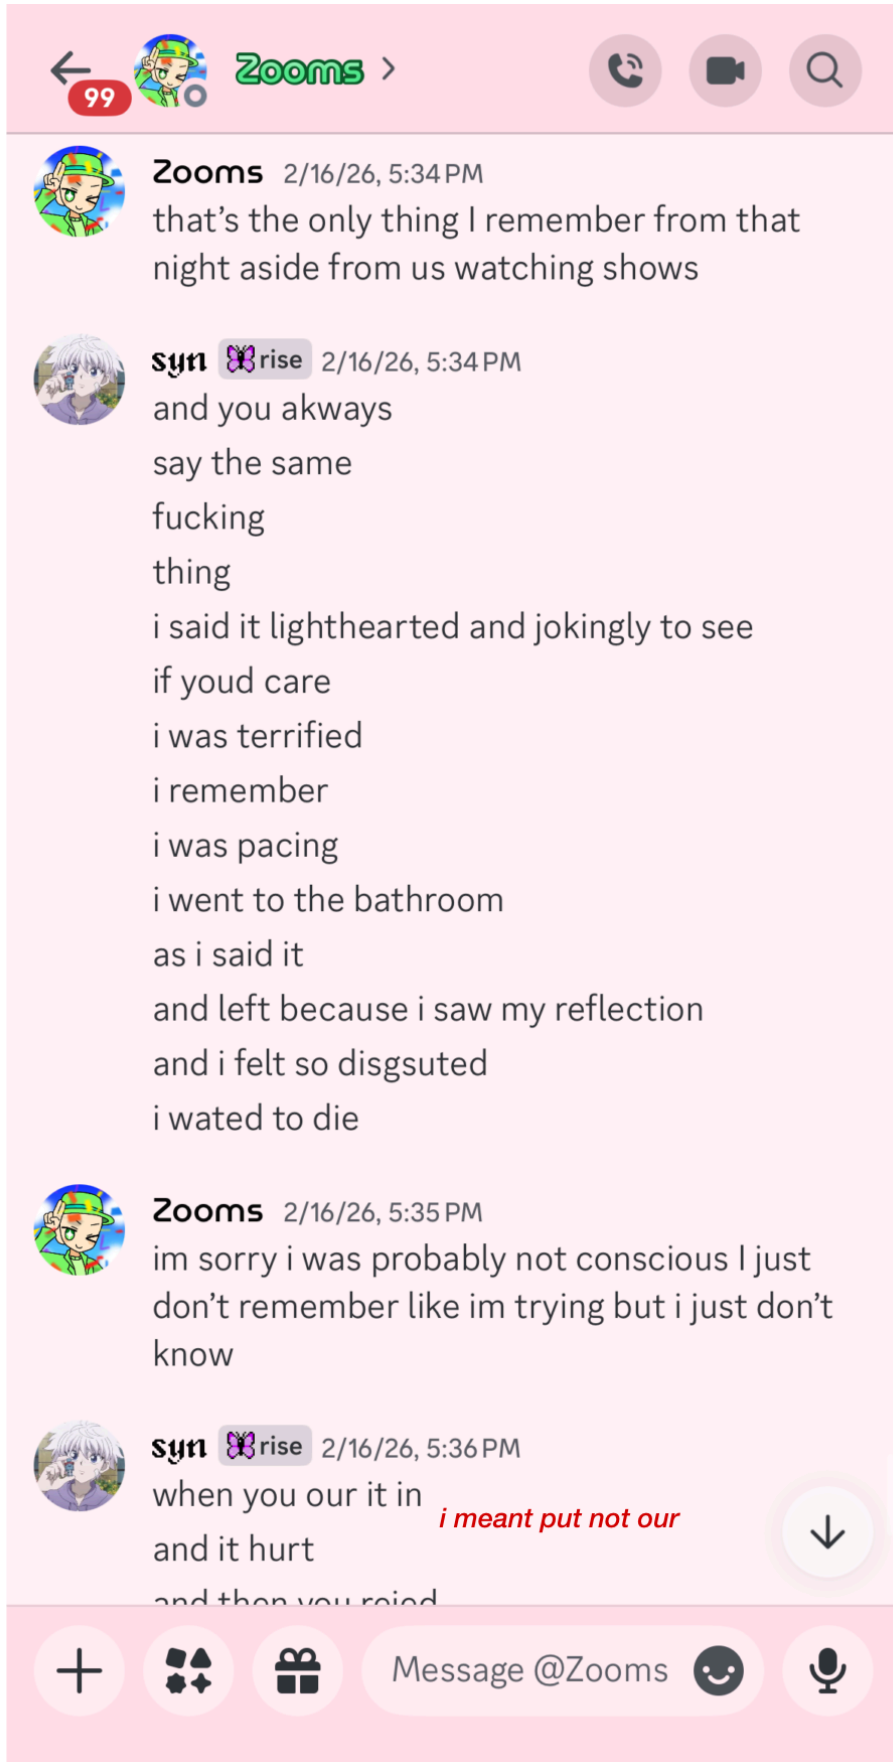 99
Zooms
Zooms 2/16/26, 5:34 PM
that's the only thing I remember from that
night aside from us watching shows
syn rise 2/16/26, 5:34 PM
and you akways
say the same
fucking
thing
i said it lighthearted and jokingly to see
if youd care
i was terrified
i remember
i was pacing
i went to the bathroom
as i said it
and left because i saw my reflection
and i felt so disgsuted
i wated to die
Zooms 2/16/26, 5:35 PM
im sorry i was probably not conscious I just
don't remember like im trying but i just don't
know
syn rise 2/16/26, 5:36 PM
when you our it in
i meant put not our
and it hurt
and then you
Message @Zooms